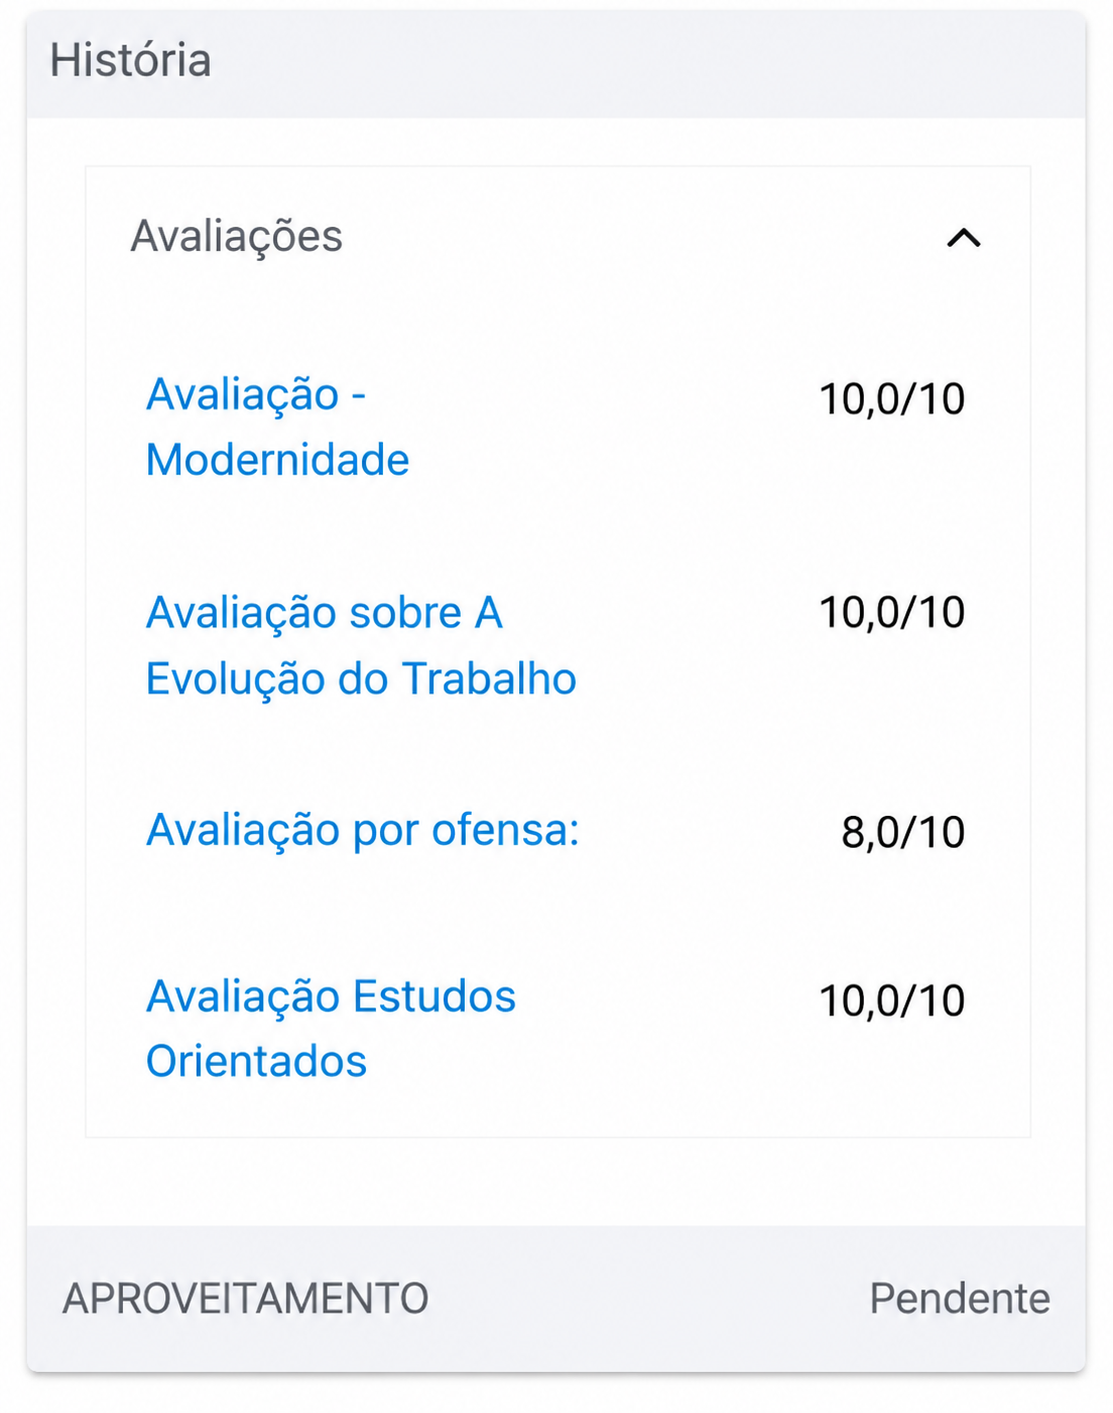 História
Avaliações
Avaliação -
Modernidade
10,0/10
Avaliação sobre A
Evolução do Trabalho
10,0/10
Avaliação por ofensa:
8,0/10
Avaliação Estudos
Orientados
10,0/10
APROVEITAMENTO
Pendente